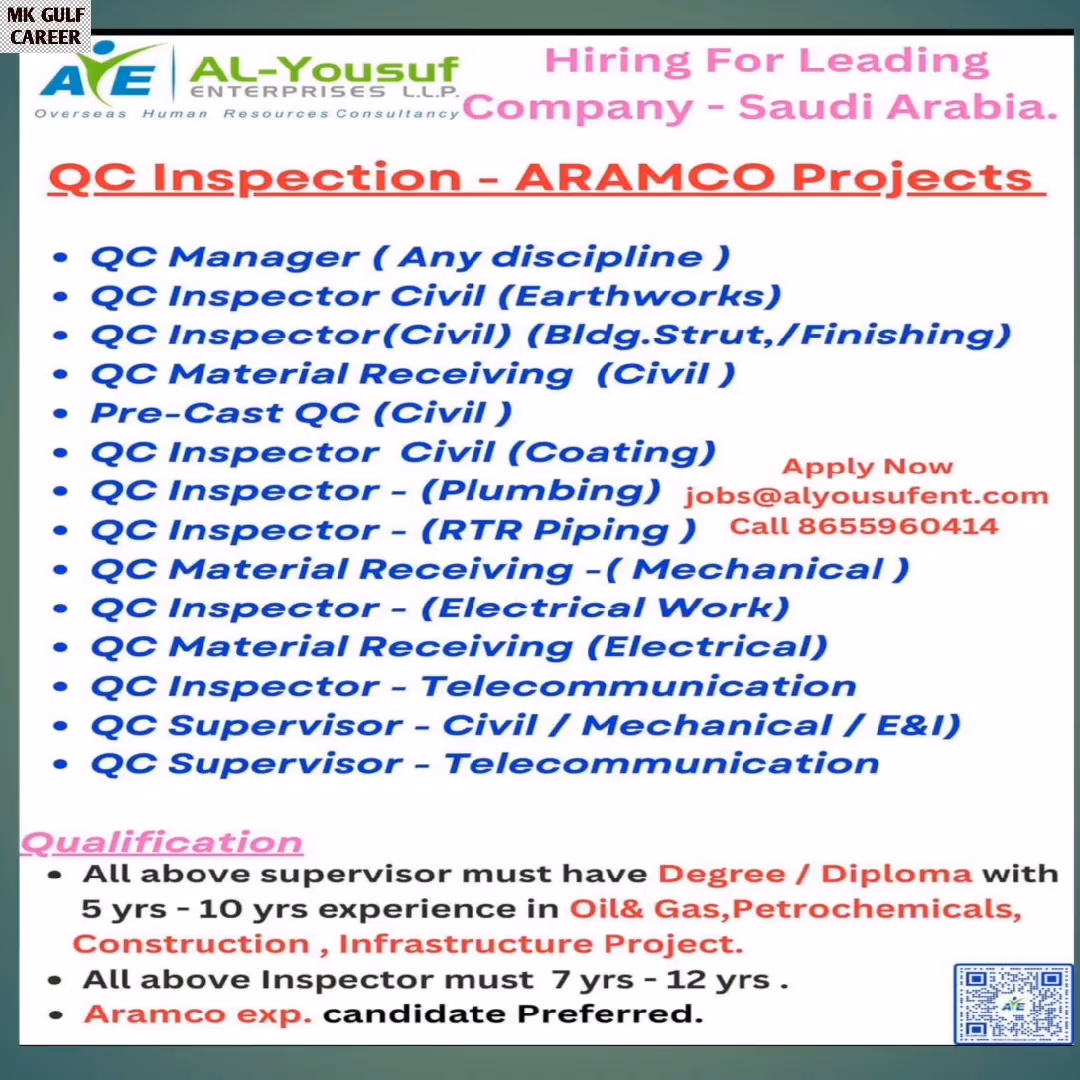 MK GULF
CAREER
AYE
AL-Yousuf
ENTERPRISES L.L.P.
Overseas Human Resources Consultancy
Hiring For Leading
Company - Saudi Arabia.
QC Inspection - ARAMCO Projects
• QC Manager ( Any discipline )
• QC Inspector Civil (Earthworks)
• QC Inspector(Civil) (Bldg.Strut,/Finishing)
• QC Material Receiving (Civil )
• Pre-Cast QC (Civil )
• QC Inspector Civil (Coating)
• QC Inspector - (Plumbing)
• QC Inspector - (RTR Piping )
• QC Material Receiving -( Mechanical )
• QC Inspector - (Electrical Work)
• QC Material Receiving (Electrical)
• QC Inspector - Telecommunication
• QC Supervisor - Civil / Mechanical / E&I)
• QC Supervisor - Telecommunication
Apply Now
jobs@alyousufent.com
Call 8655960414
Qualification
• All above supervisor must have Degree / Diploma with
5 yrs - 10 yrs experience in Oil& Gas,Petrochemicals,
Construction , Infrastructure Project.
• All above Inspector must 7 yrs - 12 yrs .
• Aramco exp. candidate Preferred.
AYE